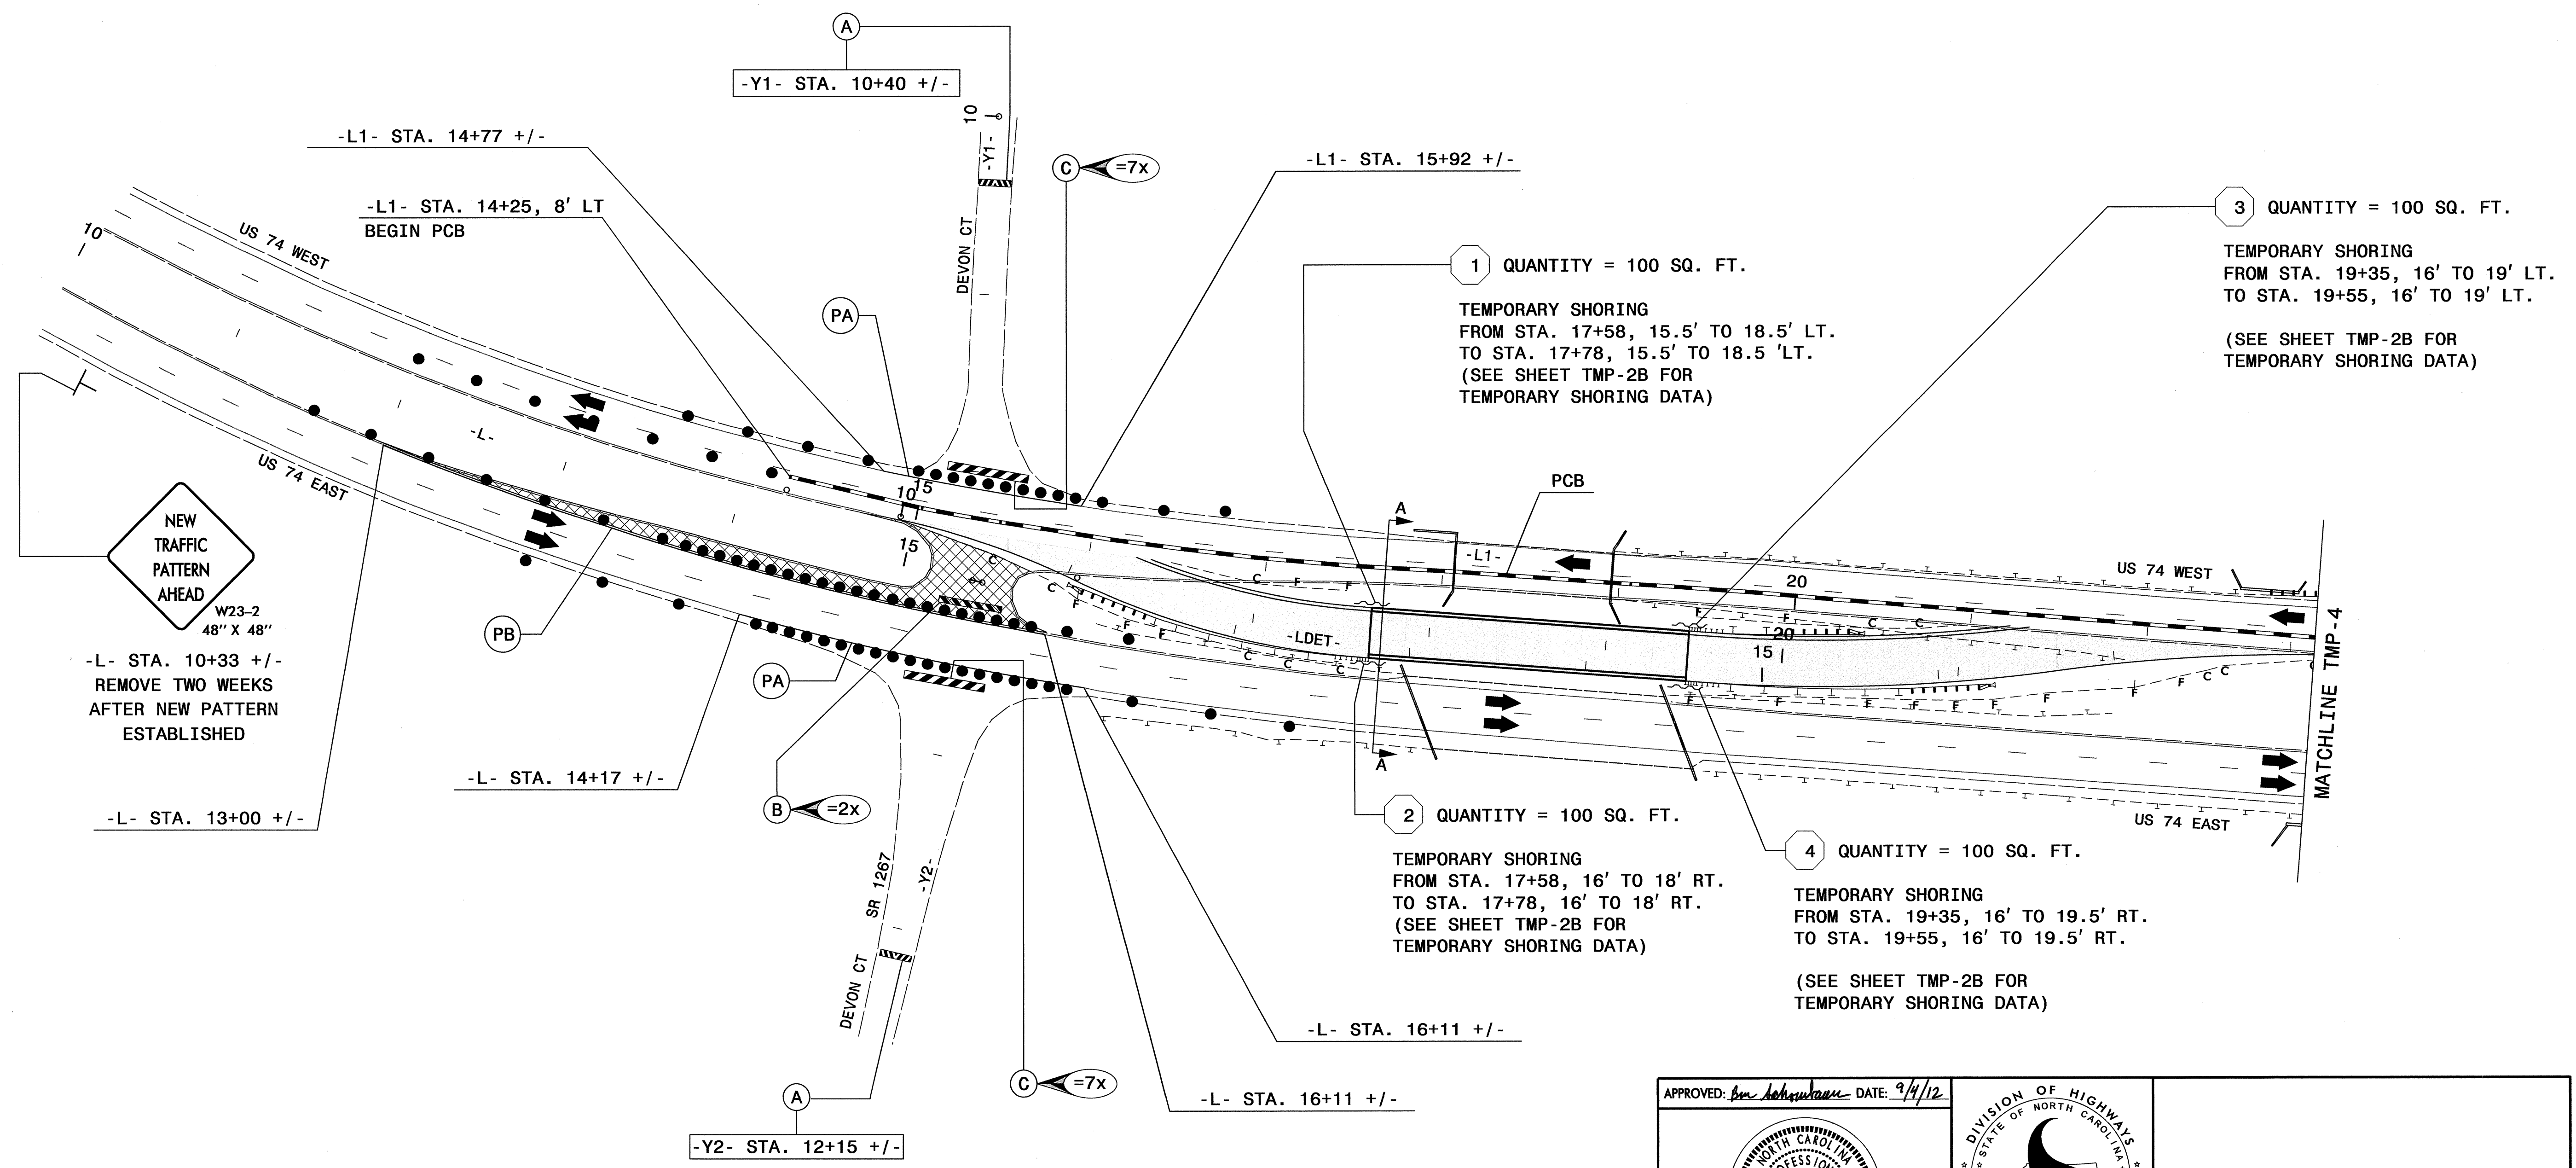 A
-Y1- STA. 10+40 +/-
10
-Y1-
-L1- STA. 14+77 +/-
C =7x
-L1- STA. 15+92 +/-
-L1- STA. 14+25, 8' LT
BEGIN PCB
3 QUANTITY = 100 SQ. FT.
TEMPORARY SHORING
FROM STA. 19+35, 16' TO 19' LT.
TO STA. 19+55, 16' TO 19' LT.
(SEE SHEET TMP-2B FOR
TEMPORARY SHORING DATA)
10
US 74 WEST
DEVON CT
1 QUANTITY = 100 SQ. FT.
TEMPORARY SHORING
FROM STA. 17+58, 15.5' TO 18.5' LT.
TO STA. 17+78, 15.5' TO 18.5 'LT.
(SEE SHEET TMP-2B FOR
TEMPORARY SHORING DATA)
PA
-L-
US 74 EAST
PCB
10
15
15
A
-L1-
20
US 74 WEST
NEW
TRAFFIC
PATTERN
AHEAD
W23-2
48" X 48"
-L- STA. 10+33 +/-
REMOVE TWO WEEKS
AFTER NEW PATTERN
ESTABLISHED
PB
C
C
F
F
F
C
C
C
C
F
F
-LDET-
F
F
C
C
20
15
F
F
F
F
F
F
F
F
F
C
C
MATCHLINE TMP-4
PA
A
-L- STA. 14+17 +/-
-L- STA. 13+00 +/-
B =2x
US 74 EAST
2 QUANTITY = 100 SQ. FT.
TEMPORARY SHORING
FROM STA. 17+58, 16' TO 18' RT.
TO STA. 17+78, 16' TO 18' RT.
(SEE SHEET TMP-2B FOR
TEMPORARY SHORING DATA)
4 QUANTITY = 100 SQ. FT.
TEMPORARY SHORING
FROM STA. 19+35, 16' TO 19.5' RT.
TO STA. 19+55, 16' TO 19.5' RT.
(SEE SHEET TMP-2B FOR
TEMPORARY SHORING DATA)
SR 1267
-Y2-
DEVON CT
-L- STA. 16+11 +/-
C =7x
-L- STA. 16+11 +/-
A
-Y2- STA. 12+15 +/-
APPROVED: DATE: 9/4/12
NORTH CAROLINA
DIVISION OF HIGHWAYS
STATE OF NORTH CAROLINA